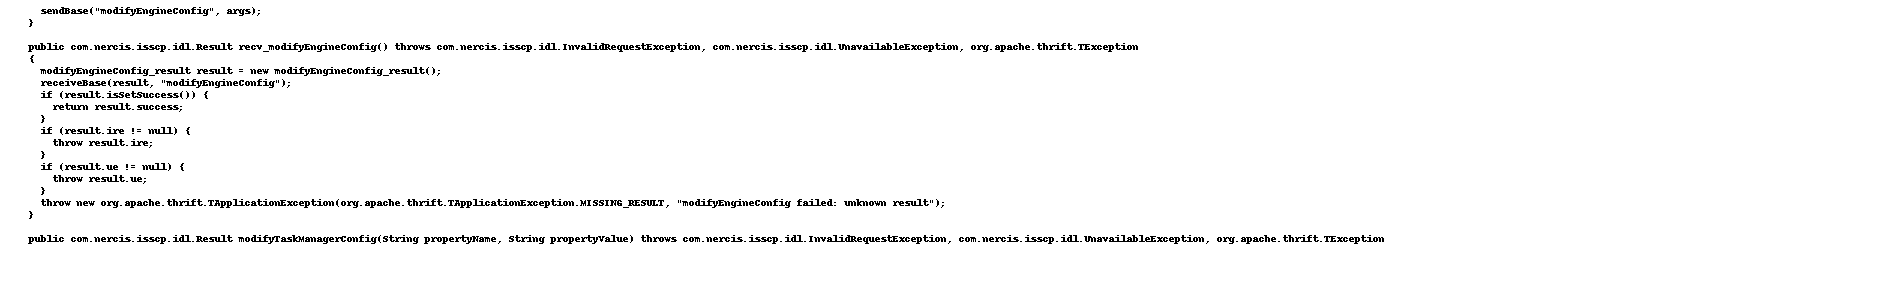 sendBase("modifyEngineConfig", args);
}
public com.nercis.isscp.idl.Result recv_modifyEngineConfig() throws com.nercis.isscp.idl.InvalidRequestException, com.nercis.isscp.idl.UnavailableException, org.apache.thrift.TException
{
modifyEngineConfig_result result = new modifyEngineConfig_result();
receiveBase(result, "modifyEngineConfig");
if (result.isSetSuccess()) {
return result.success;
}
if (result.ire != null) {
throw result.ire;
}
if (result.ue != null) {
throw result.ue;
}
throw new org.apache.thrift.TApplicationException(org.apache.thrift.TApplicationException.MISSING_RESULT, "modifyEngineConfig failed: unknown result");
}
public com.nercis.isscp.idl.Result modifyTaskManagerConfig(String propertyName, String propertyValue) throws com.nercis.isscp.idl.InvalidRequestException, com.nercis.isscp.idl.UnavailableException, org.apache.thrift.TException